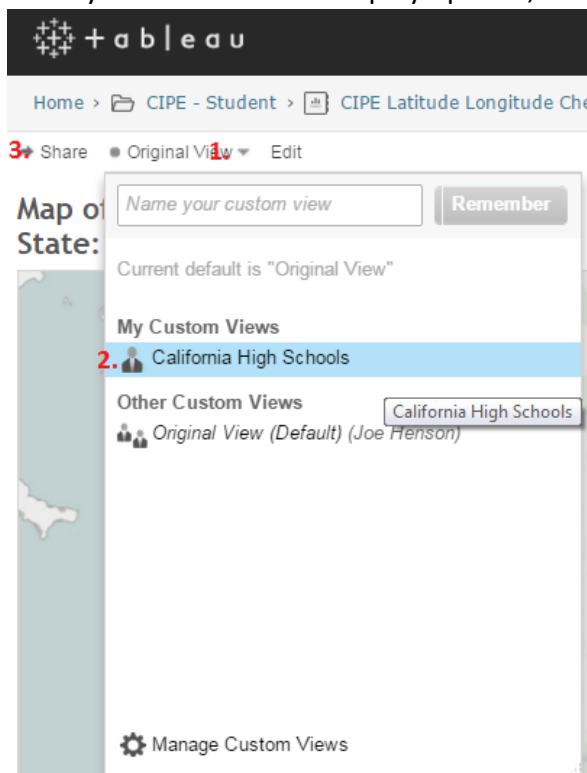 + a b | e a u
Home > CIPE - Student > CIPE Latitude Longitude Che
3. Share Original View 1. Edit
Map of
State:
Name your custom view Remember
Current default is "Original View"
My Custom Views
2. California High Schools
Other Custom Views
California High Schools
Original View (Default) (Joe Henson)
Manage Custom Views